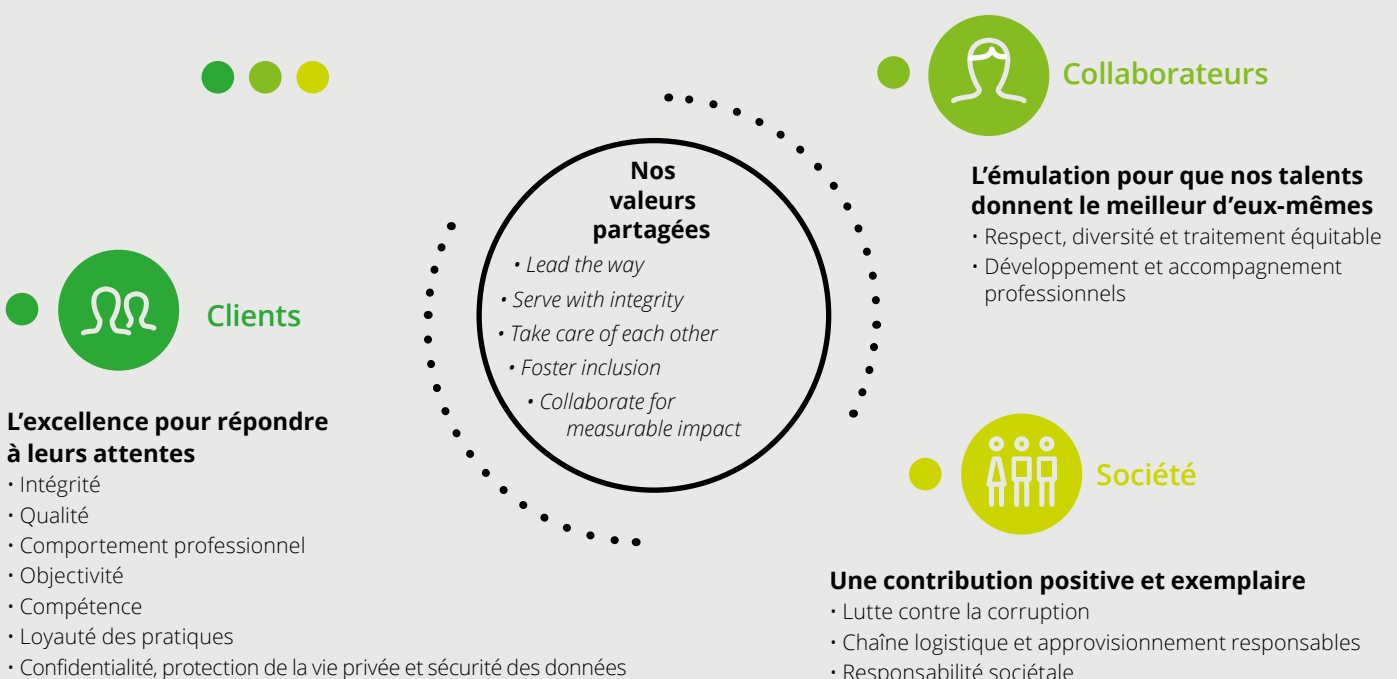 Nos
valeurs
partagées
• Lead the way
• Serve with integrity
• Take care of each other
• Foster inclusion
• Collaborate for
measurable impact
Clients
L’excellence pour répondre
à leurs attentes
• Intégrité
• Qualité
• Comportement professionnel
• Objectivité
• Compétence
• Loyauté des pratiques
• Confidentialité, protection de la vie privée et sécurité des données
Collaborateurs
L’émulation pour que nos talents
donnent le meilleur d’eux-mêmes
• Respect, diversité et traitement équitable
• Développement et accompagnement
professionnels
Société
Une contribution positive et exemplaire
• Lutte contre la corruption
• Chaîne logistique et approvisionnement responsables
• Responsabilité sociétale